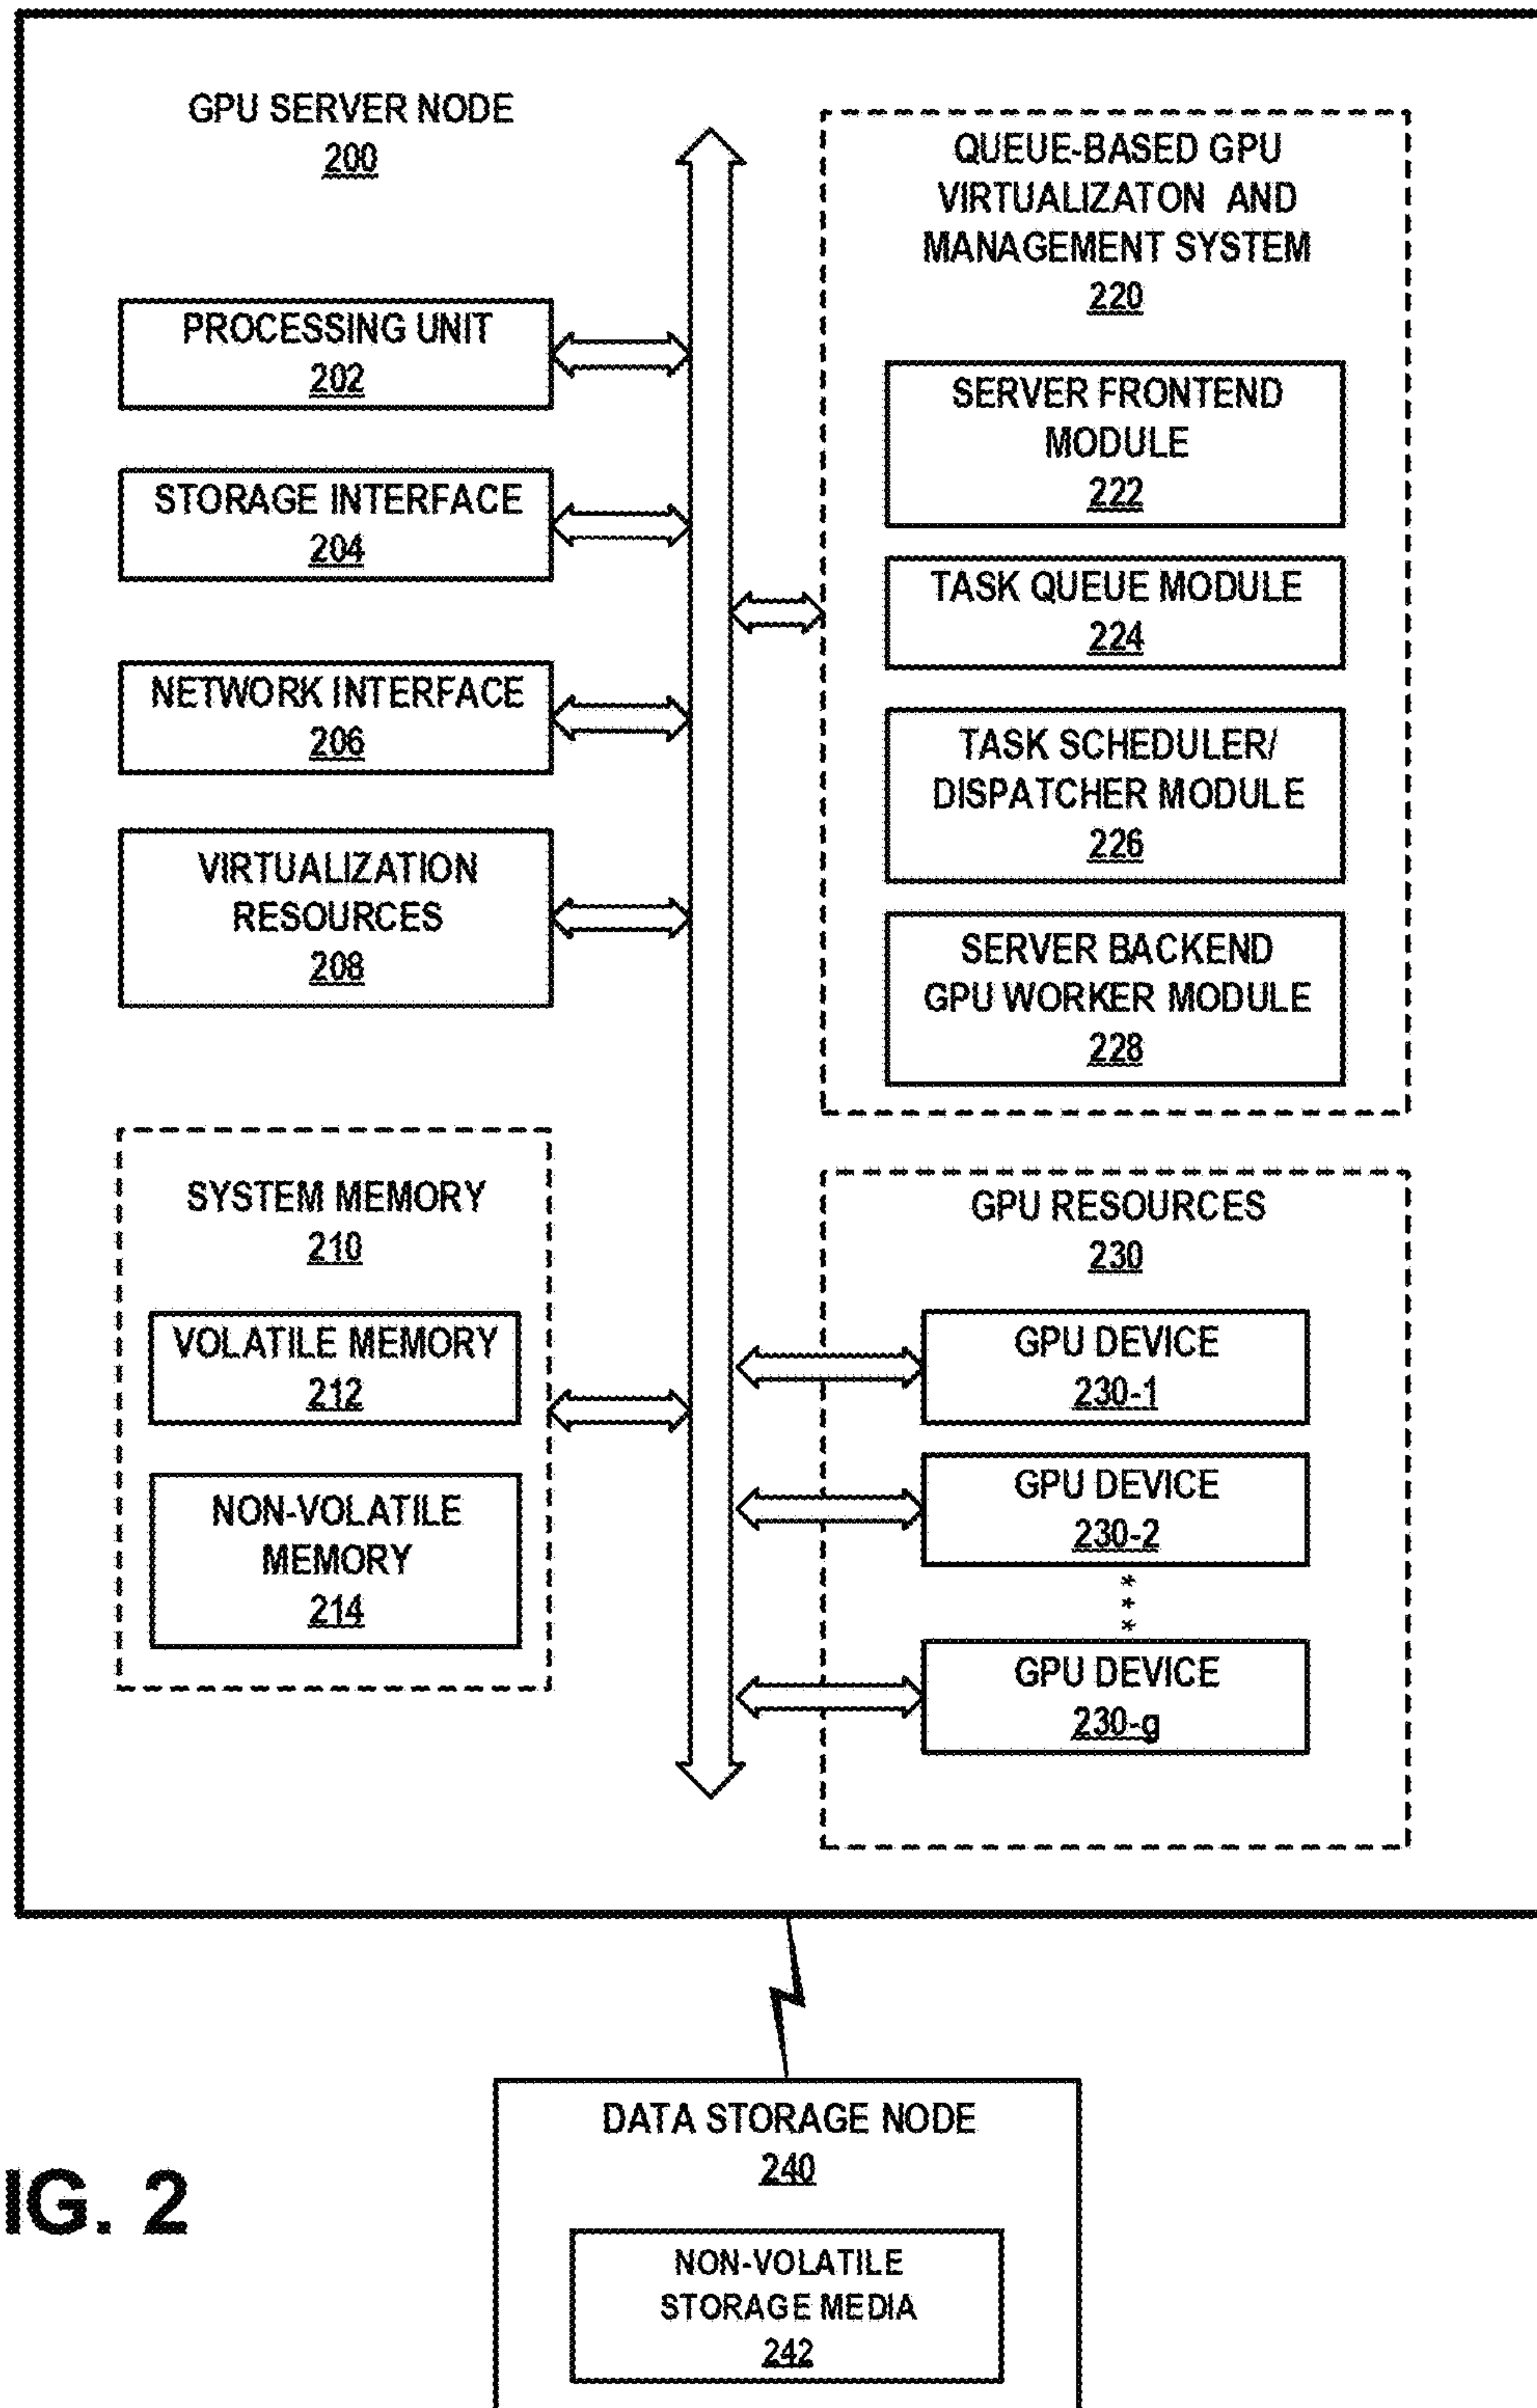 GPU SERVER NODE
200
PROCESSING UNIT
202
STORAGE INTERFACE
204
NETWORK INTERFACE
206
VIRTUALIZATION
RESOURCES
208
SYSTEM MEMORY
210
VOLATILE MEMORY
212
NON-VOLATILE
MEMORY
214
QUEUE-BASED GPU
VIRTUALIZATON AND
MANAGEMENT SYSTEM
220
SERVER FRONTEND
MODULE
222
TASK QUEUE MODULE
224
TASK SCHEDULER/
DISPATCHER MODULE
226
SERVER BACKEND
GPU WORKER MODULE
228
GPU RESOURCES
230
GPU DEVICE
230-1
GPU DEVICE
230-2
***
GPU DEVICE
230-g
DATA STORAGE NODE
240
NON-VOLATILE
STORAGE MEDIA
242
IG. 2